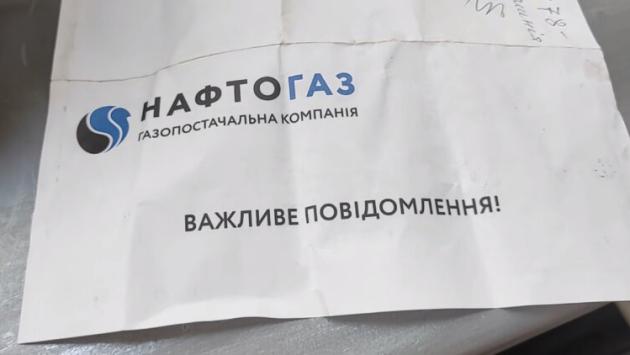 НАФТОГАЗ
ГАЗОПОСТАЧАЛЬНА КОМПАНІЯ
ВАЖЛИВЕ ПОВІДОМЛЕННЯ!